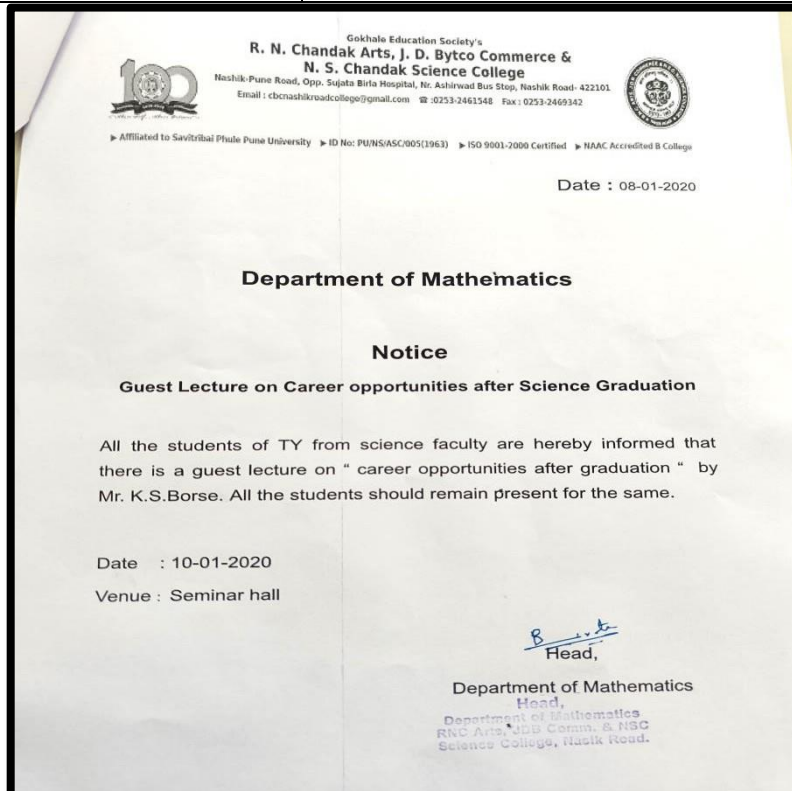 Gokhale Education Society's
R. N. Chandak Arts, J. D. Bytco Commerce &
N. S. Chandak Science College
Nashik-Pune Road, Opp. Sujata Birla Hospital, Nr. Ashirwad Bus Stop, Nashik Road- 422101
Email : cbcnashikroadcollege@gmail.com ☎ :0253-2461548 Fax : 0253-2469342
100
▶ Affiliated to Savitribai Phule Pune University ▶ ID No: PU/NS/ASC/005(1963) ▶ ISO 9001-2000 Certified ▶ NAAC Accredited B College
Date : 08-01-2020
Department of Mathematics
Notice
Guest Lecture on Career opportunities after Science Graduation
All the students of TY from science faculty are hereby informed that
there is a guest lecture on “ career opportunities after graduation “ by
Mr. K.S.Borse. All the students should remain present for the same.
Date : 10-01-2020
Venue : Seminar hall
Head,
Department of Mathematics
Head,
Department of Mathematics
RNC Arts, JDB Comm. & NSC
Science College, Nasik Road.